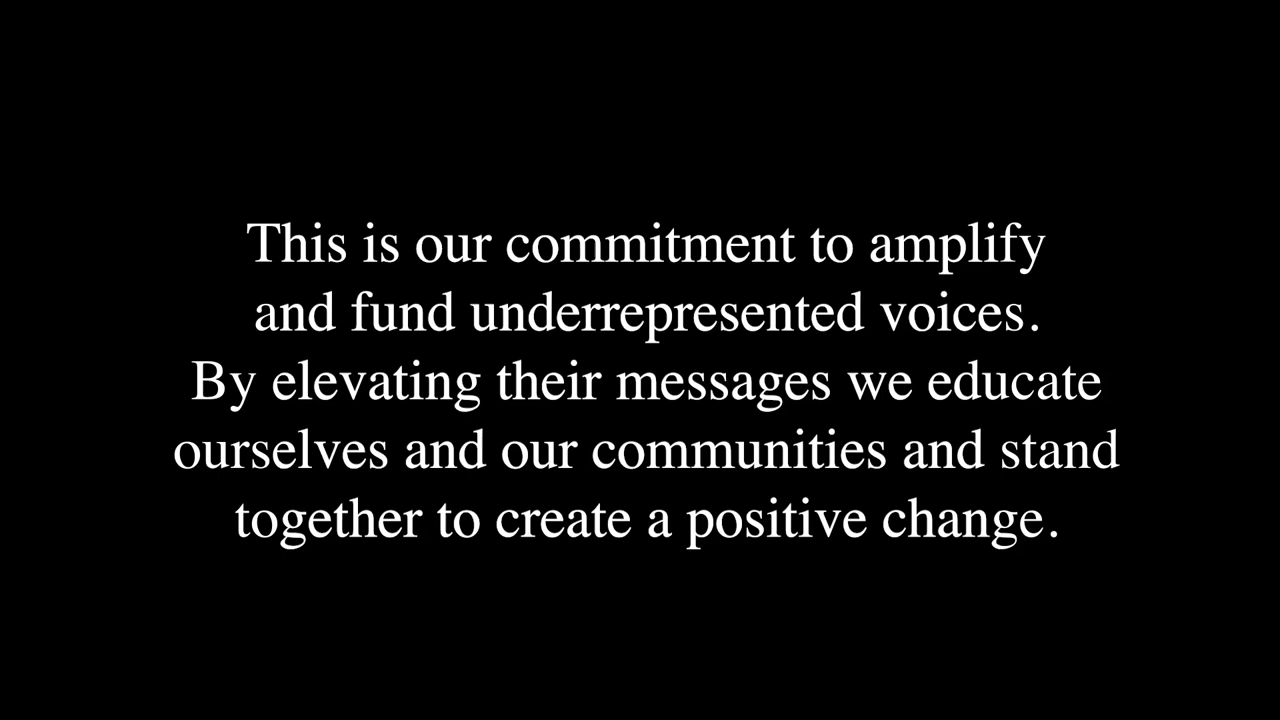 This is our commitment to amplify
and fund underrepresented voices.
By elevating their messages we educate
ourselves and our communities and stand
together to create a positive change.